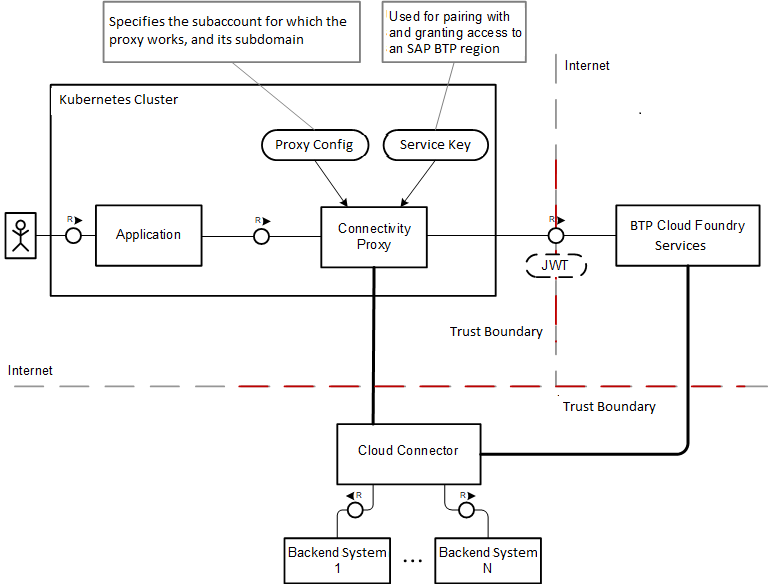 Specifies the subaccount for which the
proxy works, and its subdomain
Used for pairing with
and granting access to
an SAP BTP region
Internet
Kubernetes Cluster
Proxy Config
Service Key
R
Application
R
Connectivity
Proxy
R
JWT
BTP Cloud Foundry
Services
Trust Boundary
Internet
Trust Boundary
Cloud Connector
R
R
Backend System
1
...
Backend System
N